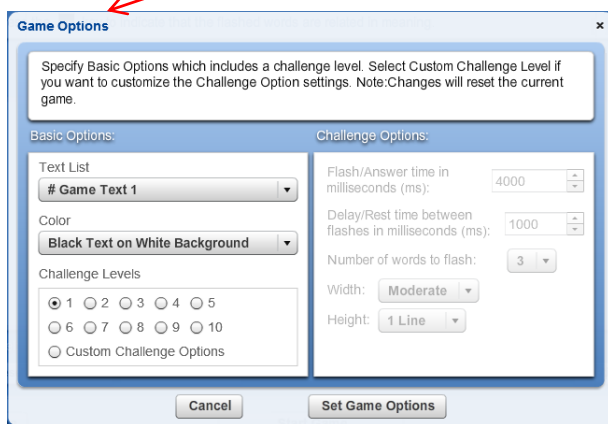 Game Options
x
Specify Basic Options which includes a challenge level. Select Custom Challenge Level if
you want to customize the Challenge Option settings. Note:Changes will reset the current
game.
Basic Options:
Text List
# Game Text 1
Color
Black Text on White Background
Challenge Levels
1 2 3 4 5
6 7 8 9 10
Custom Challenge Options
Challenge Options:
Flash/Answer time in
milliseconds (ms):
4000
Delay/Rest time between
flashes in milliseconds (ms):
1000
Number of words to flash:
3
Width: Moderate
Height: 1 Line
Cancel
Set Game Options